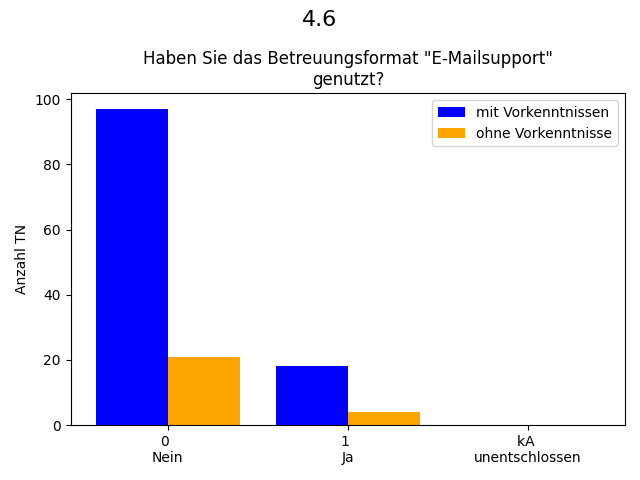 4.6
Haben Sie das Betreuungsformat "E-Mailsupport"
genutzt?
mit Vorkenntnissen
ohne Vorkenntnisse
Anzahl TN
100
80
60
40
20
0
0
Nein
1
Ja
kA
unentschlossen